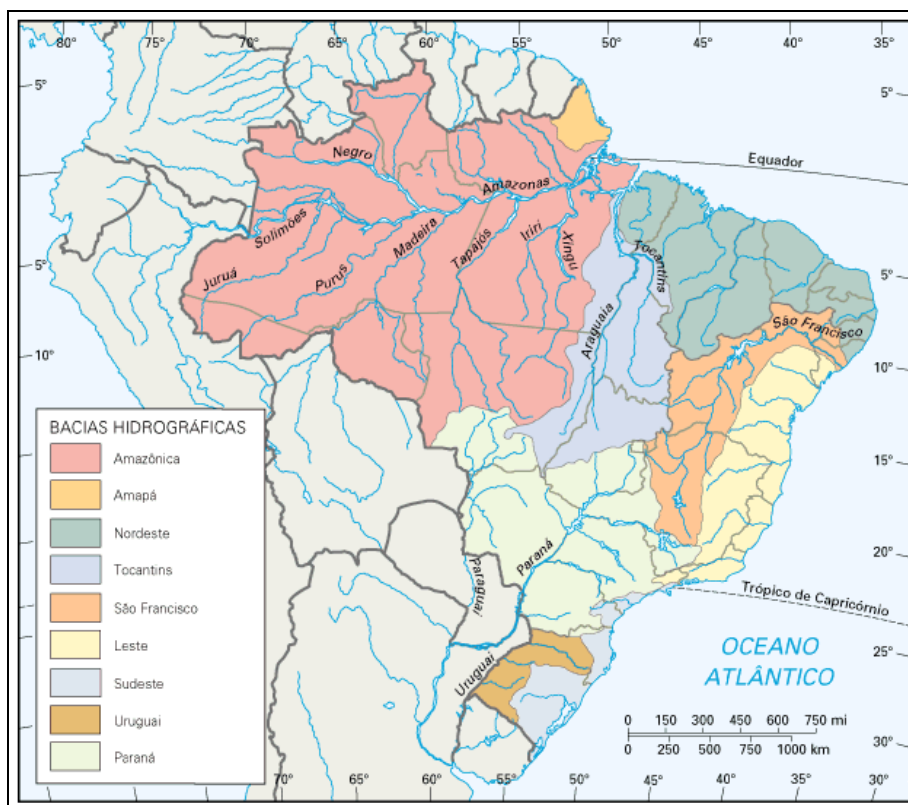 80° 75° 70° 65° 60° 55° 50° 45° 40° 35°
5° 5°
Equador
Negro
Amazonas
Solimões
Juruá
Purus
Madeira
Tapajós
Iriri
Xingu
Tocantins
Araguaia
São Francisco
5° 5°
10° 10°
15° 15°
20° 20°
25°
30°
Paraná
Paraguai
Uruguai
Trópico de Capricórnio
OCEANO
ATLÂNTICO
BACIAS HIDROGRÁFICAS
Amazônica
Amapá
Nordeste
Tocantins
São Francisco
Leste
Sudeste
Uruguai
Paraná
0 150 300 450 600 750 mi
0 250 500 750 1000 km
70° 65° 60° 55° 50° 45° 40° 35° 30°